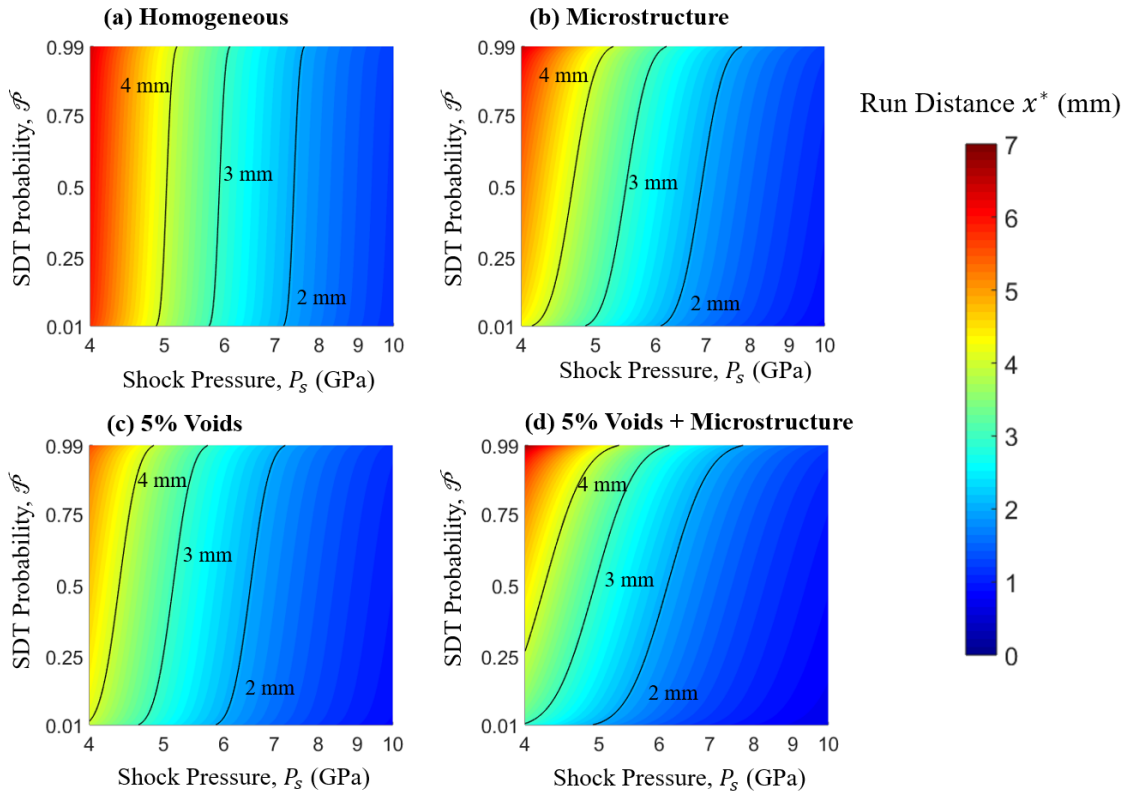 (a) Homogeneous
SDT Probability, 𝒫
0.99
0.75
0.5
0.25
0.01
4 mm
3 mm
2 mm
4 5 6 7 8 9 10
Shock Pressure, Pₛ (GPa)
(b) Microstructure
SDT Probability, 𝒫
0.99
0.75
0.5
0.25
0.01
4 mm
3 mm
2 mm
4 5 6 7 8 9 10
Shock Pressure, Pₛ (GPa)
Run Distance x* (mm)
7
6
5
4
3
2
1
0
(c) 5% Voids
SDT Probability, 𝒫
0.99
0.75
0.5
0.25
0.01
4 mm
3 mm
2 mm
4 5 6 7 8 9 10
Shock Pressure, Pₛ (GPa)
(d) 5% Voids + Microstructure
SDT Probability, 𝒫
0.99
0.75
0.5
0.25
0.01
4 mm
3 mm
2 mm
4 5 6 7 8 9 10
Shock Pressure, Pₛ (GPa)